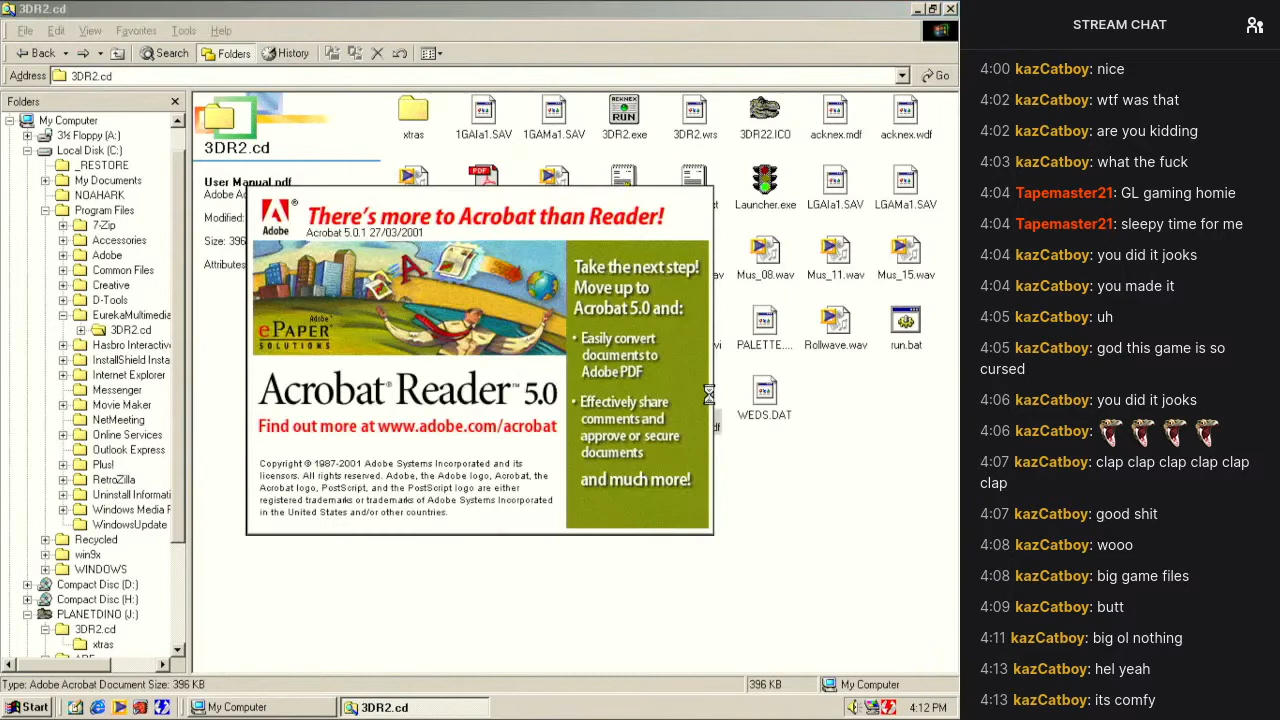 3DR2.cd
File Edit View Favorites Tools Help
Back Search Folders History
Address 3DR2.cd Go
Folders
My Computer
3½ Floppy (A:)
Local Disk (C:)
_RESTORE
My Documents
NOAHARK
Program Files
7-Zip
Accessories
Adobe
Common Files
Creative
D-Tools
EurekaMultimedia
3DR2.cd
Hasbro Interactiv
InstallShield Insta
Internet Explorer
Messenger
Movie Maker
NetMeeting
Online Services
Outlook Express
Plus!
RetroZilla
Uninstall Informati
Windows Media F
WindowsUpdate
Recycled
win9x
WINDOWS
Compact Disc (D:)
Compact Disc (H:)
PLANETDINO (J:)
3DR2.cd
xtras
3DR2.cd
User Manual.pdf
Adobe Ac
Modified:
Size: 396
Attributes
xtras 1GAIa1.SAV 1GAMa1.SAV 3DR2.exe 3DR2.wrs 3DR22.ICO acknex.mdf acknex.wdf
REKNEX
RUN
PDF
Launcher.exe LGAIa1.SAV LGAMa1.SAV
Mus_08.wav Mus_11.wav Mus_15.wav
PALETTE.... Rollwave.wav run.bat
WEDS.DAT
Adobe
There's more to Acrobat than Reader!
Acrobat 5.0.1 27/03/2001
Adobe
ePAPER
SOLUTIONS
Take the next step!
Move up to
Acrobat 5.0 and:
• Easily convert
documents to
Adobe PDF
• Effectively share
comments and
approve or secure
documents
and much more!
Acrobat® Reader™ 5.0
Find out more at www.adobe.com/acrobat
Copyright © 1987-2001 Adobe Systems Incorporated and its
licensors. All rights reserved. Adobe, the Adobe logo, Acrobat, the
Acrobat logo, PostScript, and the PostScript logo are either
registered trademarks or trademarks of Adobe Systems Incorporated
in the United States and/or other countries.
Type: Adobe Acrobat Document Size: 396 KB 396 KB My Computer
Start My Computer 3DR2.cd 4:12 PM
STREAM CHAT
4:00 kazCatboy: nice
4:02 kazCatboy: wtf was that
4:02 kazCatboy: are you kidding
4:03 kazCatboy: what the fuck
4:04 Tapemaster21: GL gaming homie
4:04 Tapemaster21: sleepy time for me
4:04 kazCatboy: you did it jooks
4:04 kazCatboy: you made it
4:05 kazCatboy: uh
4:05 kazCatboy: god this game is so
cursed
4:06 kazCatboy: you did it jooks
4:06 kazCatboy:
4:07 kazCatboy: clap clap clap clap clap
clap
4:07 kazCatboy: good shit
4:08 kazCatboy: wooo
4:08 kazCatboy: big game files
4:09 kazCatboy: butt
4:11 kazCatboy: big ol nothing
4:13 kazCatboy: hel yeah
4:13 kazCatboy: its comfy